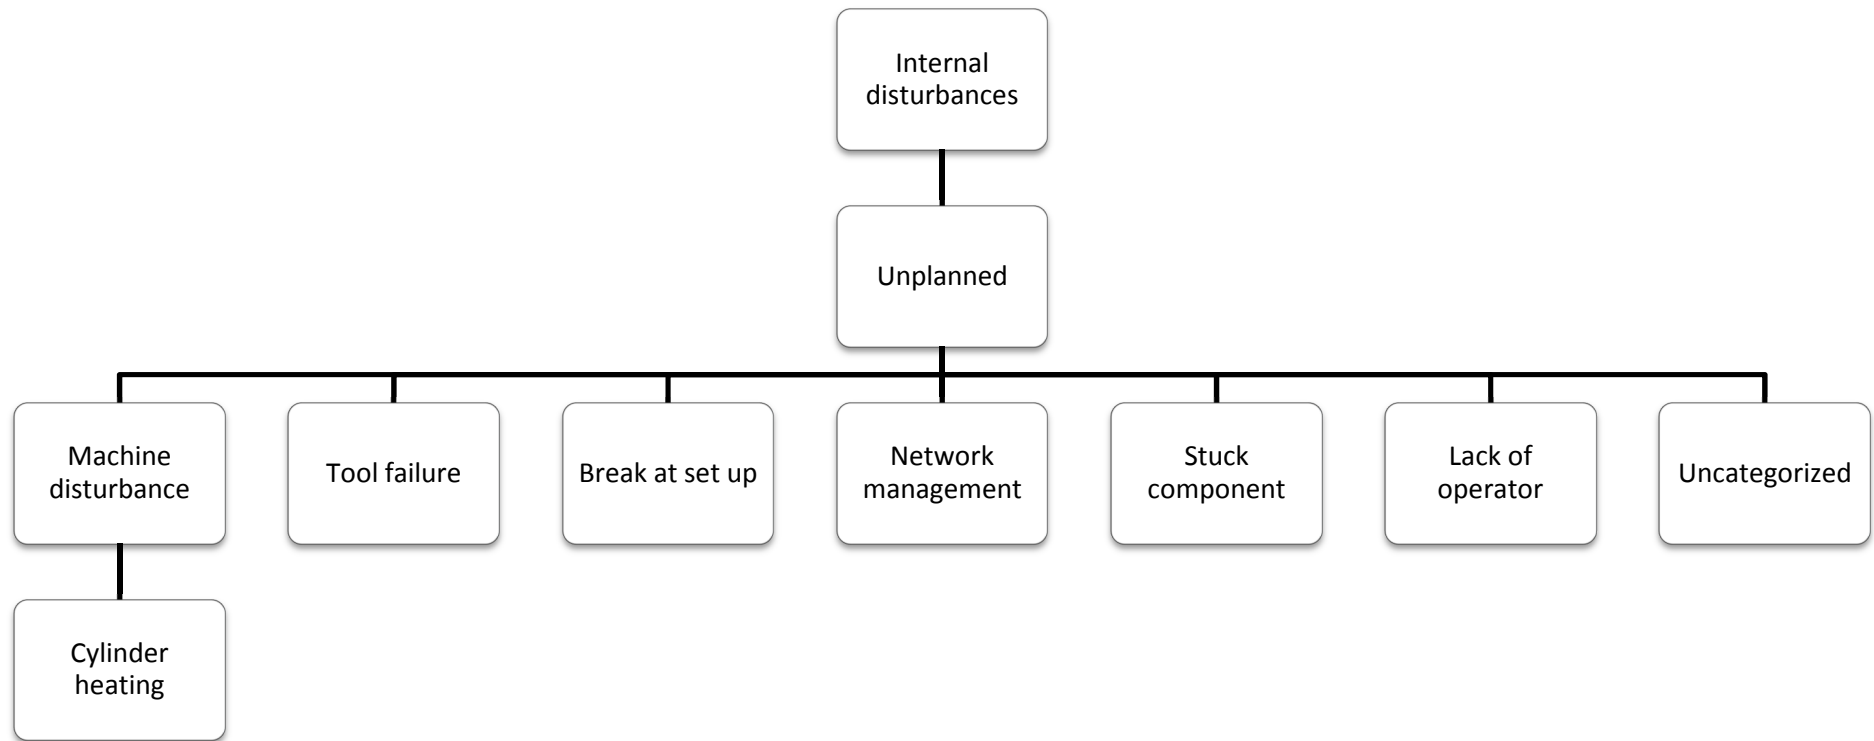 Internal
disturbances
Unplanned
Machine
disturbance
Tool failure
Break at set up
Network
management
Stuck
component
Lack of
operator
Uncategorized
Cylinder
heating